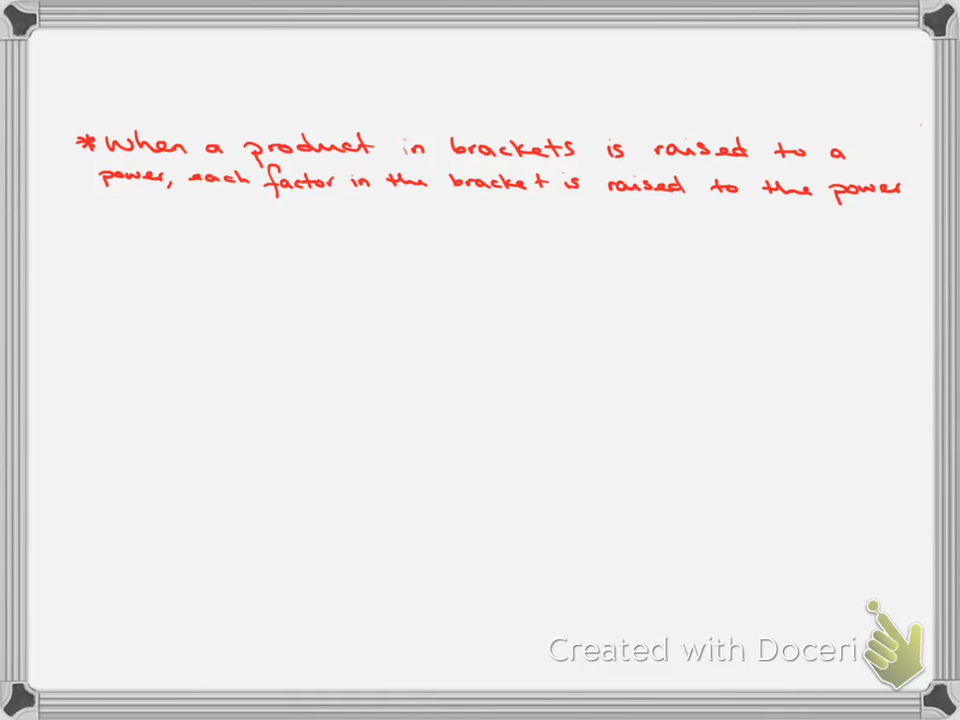 *When a product in brackets is raised to a
power, each factor in the bracket is raised to the power
Created with Doceri